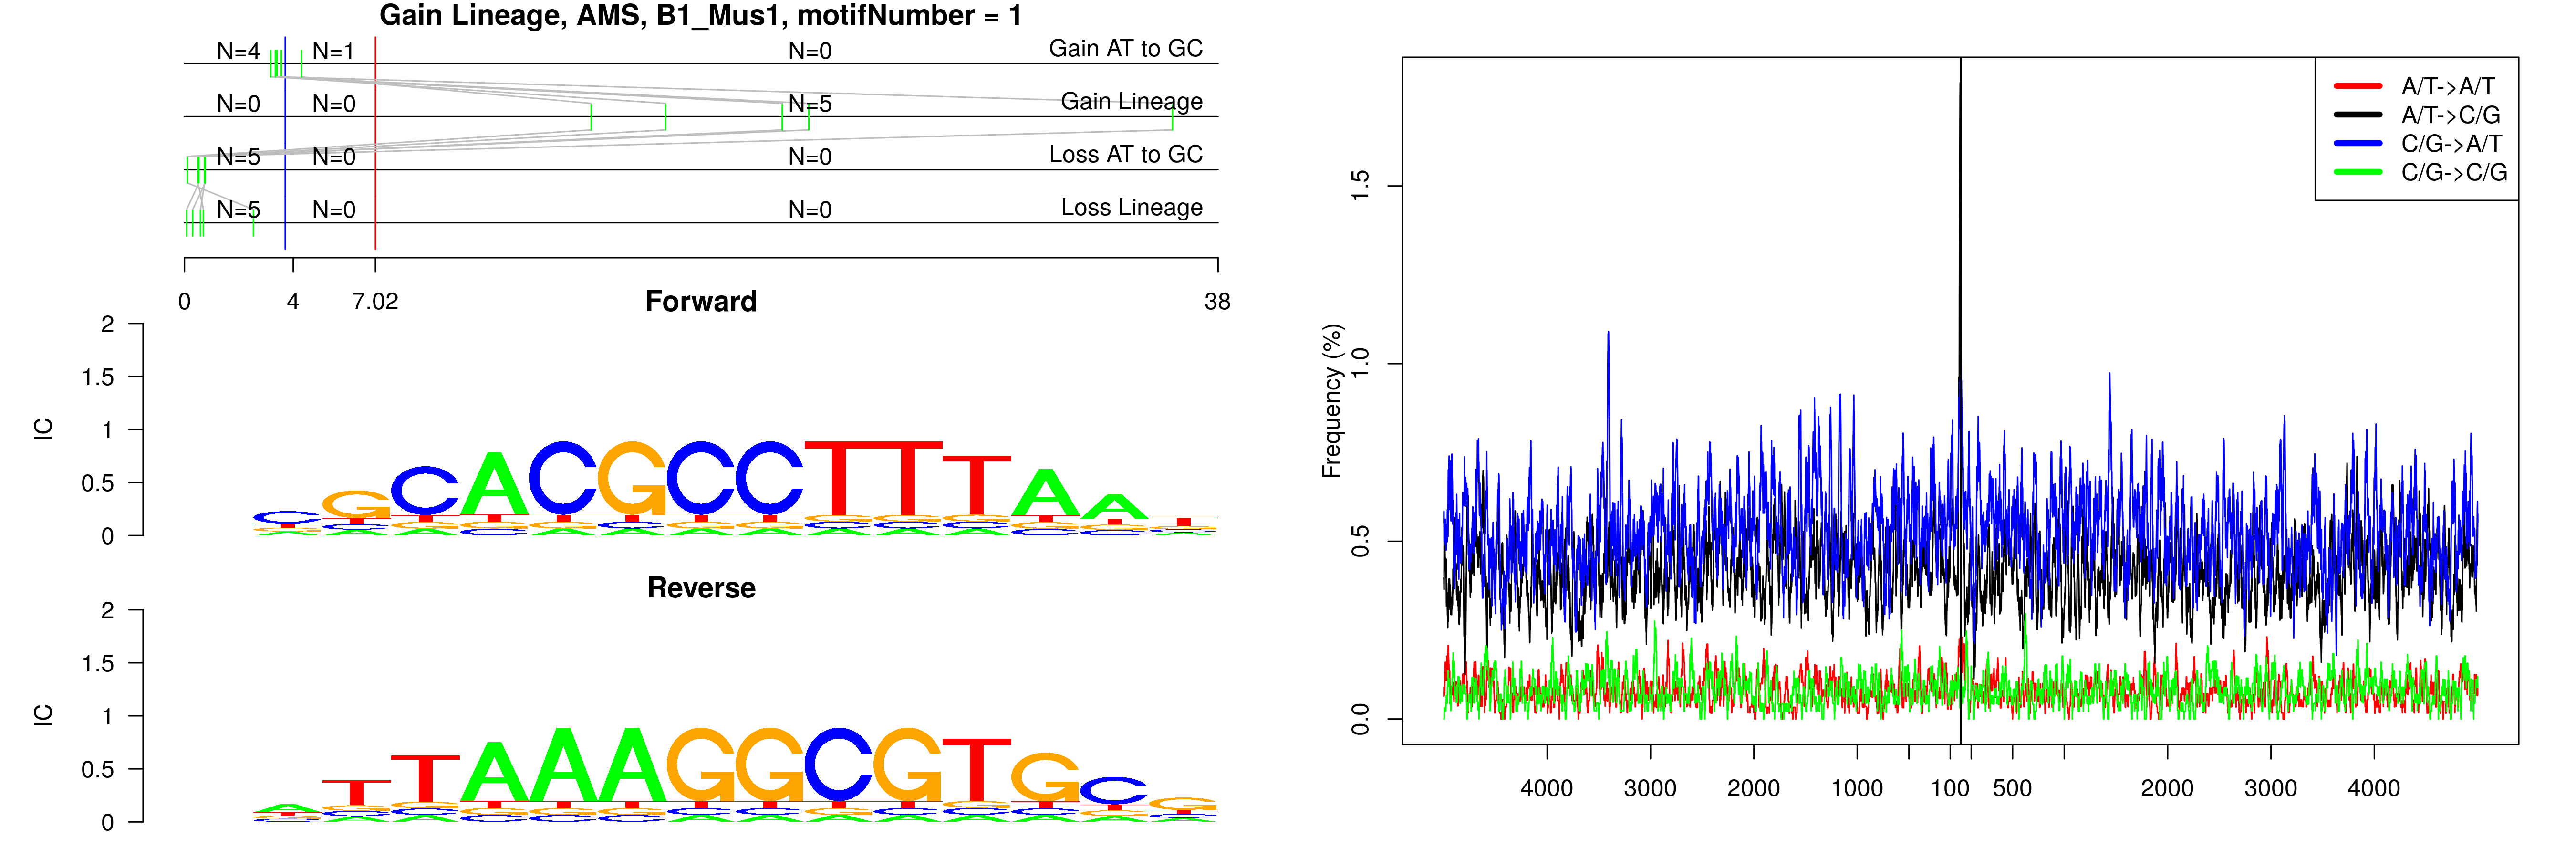 Gain Lineage, AMS, B1_Mus1, motifNumber = 1
N=4 N=1 N=0 Gain AT to GC
N=0 N=0 N=5 Gain Lineage
N=5 N=0 N=0 Loss AT to GC
N=5 N=0 N=0 Loss Lineage
0 4 7.02 38
Forward
2
1.5
1
0.5
0
IC
CGCACGCCTTTAA
Reverse
2
1.5
1
0.5
0
IC
ATTAAAGGCGTGCG
A/T->A/T
A/T->C/G
C/G->A/T
C/G->C/G
Frequency (%)
1.5
1.0
0.5
0.0
4000 3000 2000 1000 100 500 2000 3000 4000